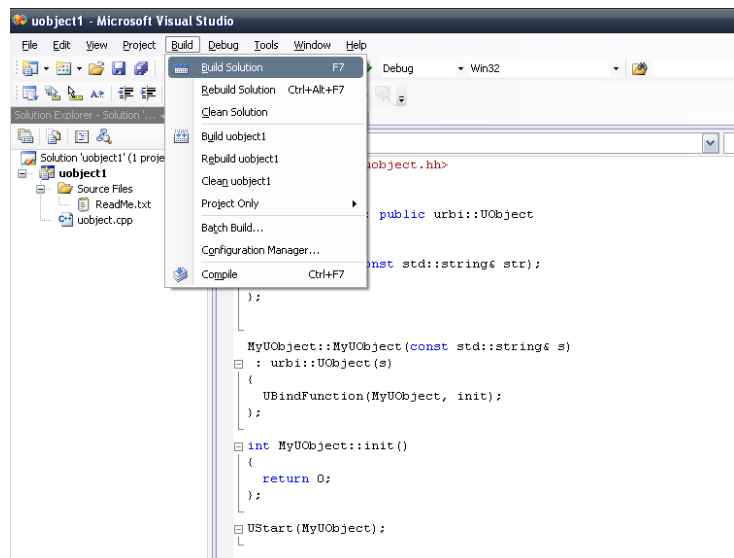 uobject1 - Microsoft Visual Studio
File Edit View Project Build Debug Tools Window Help
Debug Win32
Solution Explorer - Solution '...
Solution 'uobject1' (1 proje
uobject1
Source Files
ReadMe.txt
uobject.cpp
Build Solution F7
Rebuild Solution Ctrl+Alt+F7
Clean Solution
Build uobject1
Rebuild uobject1
Clean uobject1
Project Only
Batch Build...
Configuration Manager...
Compile Ctrl+F7
uobject.hh>
: public urbi::UObject
onst std::string& str);
};
MyUObject::MyUObject(const std::string& s)
: urbi::UObject(s)
{
UBindFunction(MyUObject, init);
};
int MyUObject::init()
{
return 0;
};
UStart(MyUObject);